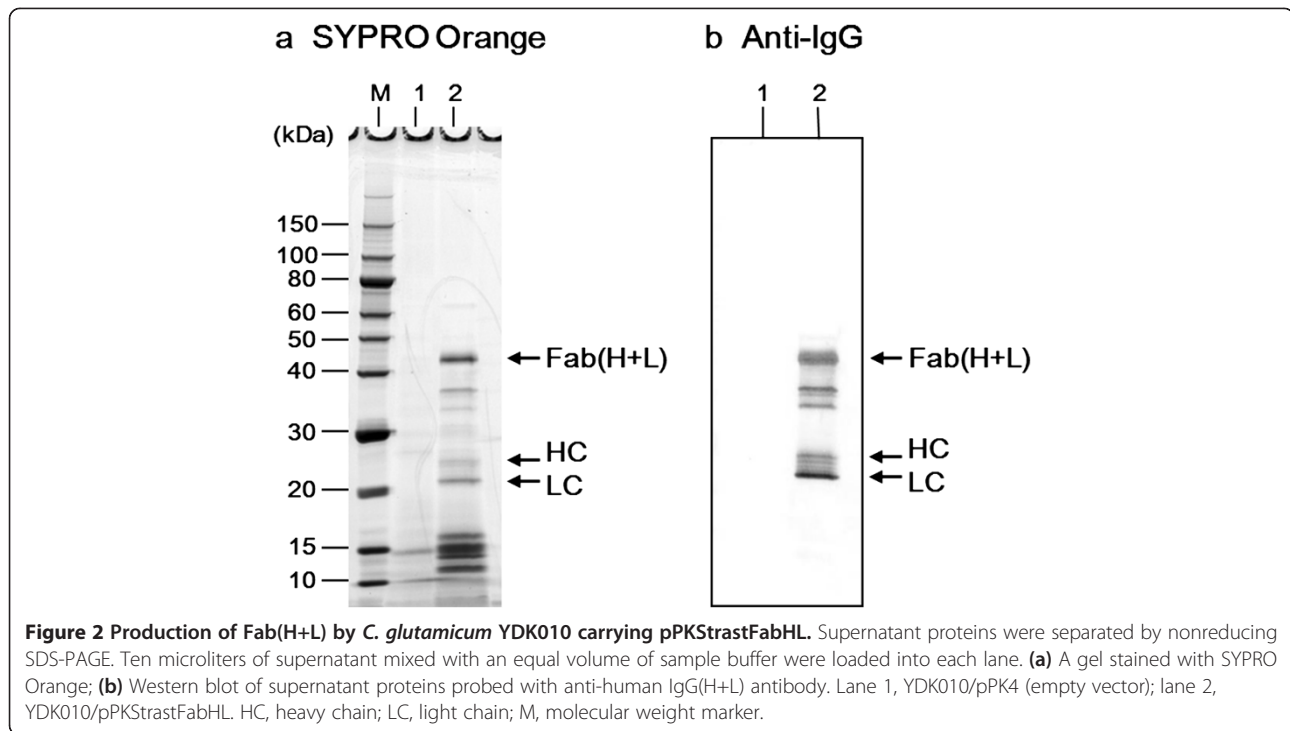 a SYPRO Orange
b Anti-IgG
M 1 2
1 2
(kDa)
150
100
80
60
50
40
30
20
15
10
Fab(H+L)
HC
LC
Fab(H+L)
HC
LC
Figure 2 Production of Fab(H+L) by C. glutamicum YDK010 carrying pPKStrastFabHL. Supernatant proteins were separated by nonreducing
SDS-PAGE. Ten microliters of supernatant mixed with an equal volume of sample buffer were loaded into each lane. (a) A gel stained with SYPRO
Orange; (b) Western blot of supernatant proteins probed with anti-human IgG(H+L) antibody. Lane 1, YDK010/pPK4 (empty vector); lane 2,
YDK010/pPKStrastFabHL. HC, heavy chain; LC, light chain; M, molecular weight marker.